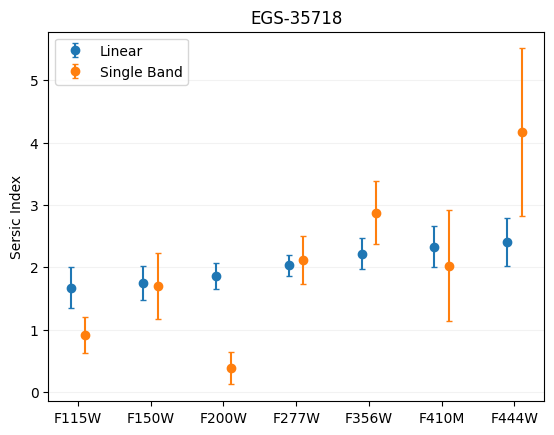 EGS-35718
Linear
Single Band
Sersic Index
5
4
3
2
1
0
F115W F150W F200W F277W F356W F410M F444W